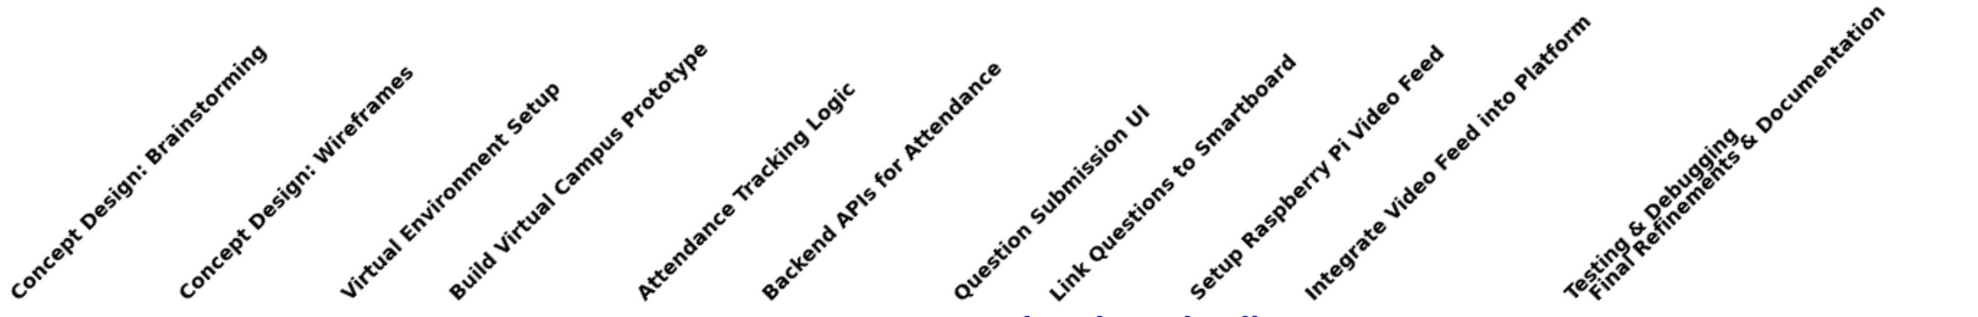 Concept Design: Brainstorming
Concept Design: Wireframes
Virtual Environment Setup
Build Virtual Campus Prototype
Attendance Tracking Logic
Backend APIs for Attendance
Question Submission UI
Link Questions to Smartboard
Setup Raspberry Pi Video Feed
Integrate Video Feed into Platform
Testing & Debugging
Final Refinements & Documentation